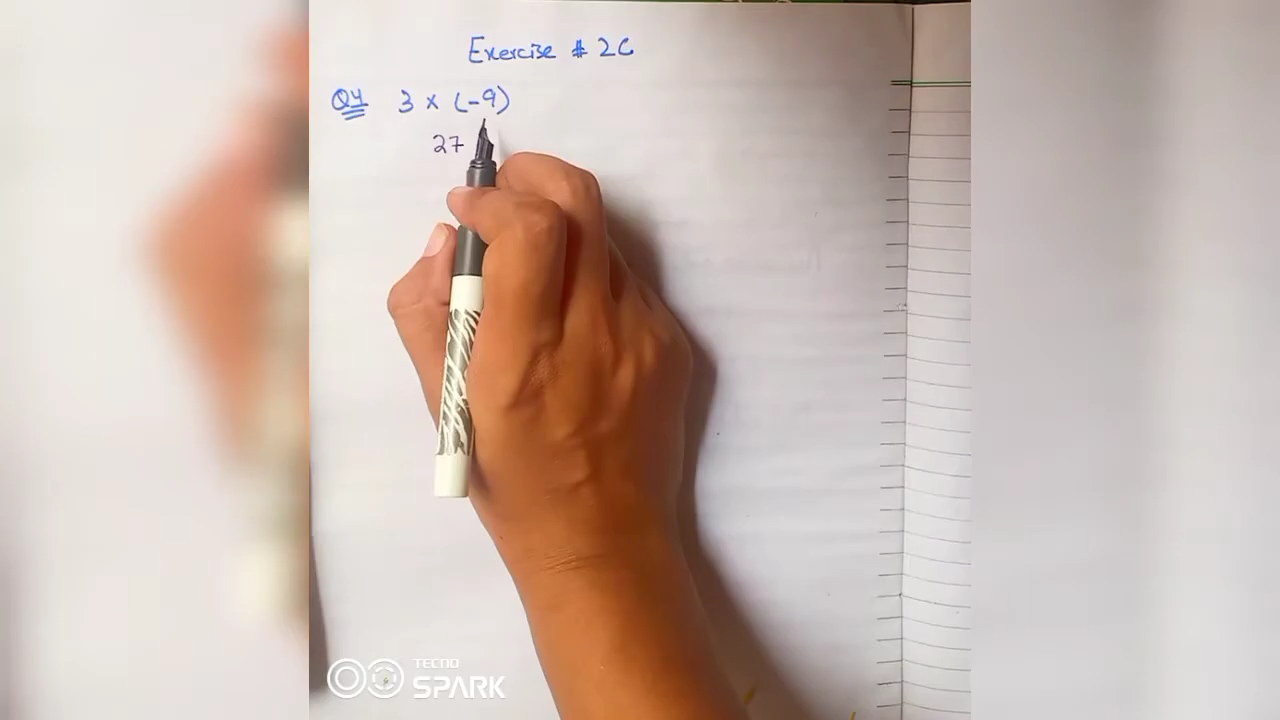 Exercise # 2C
Q4 3 × (-9)
27
TECNO
SPARK